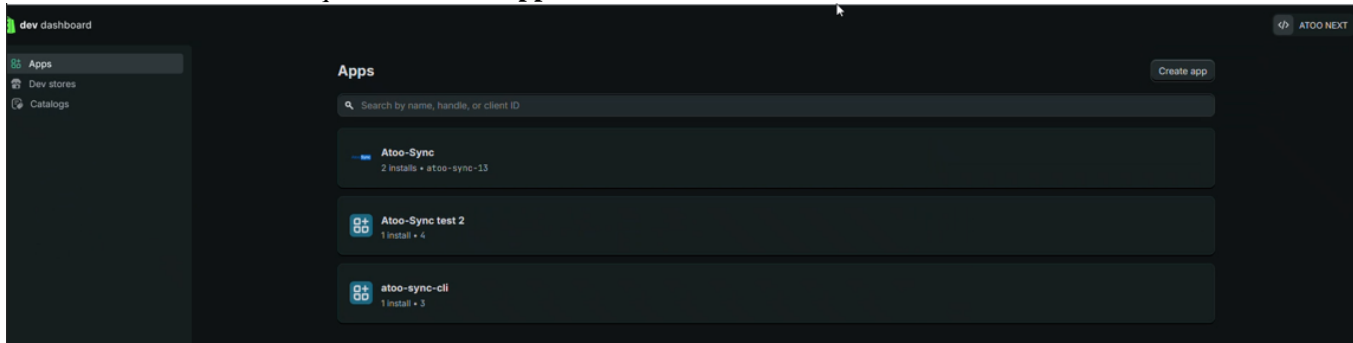 dev dashboard
ATOO NEXT
Apps
Dev stores
Catalogs
Apps
Create app
Search by name, handle, or client ID
Atoo-Sync
2 installs • atoo-sync-13
Atoo-Sync test 2
1 install • 4
atoo-sync-cli
1 install • 3